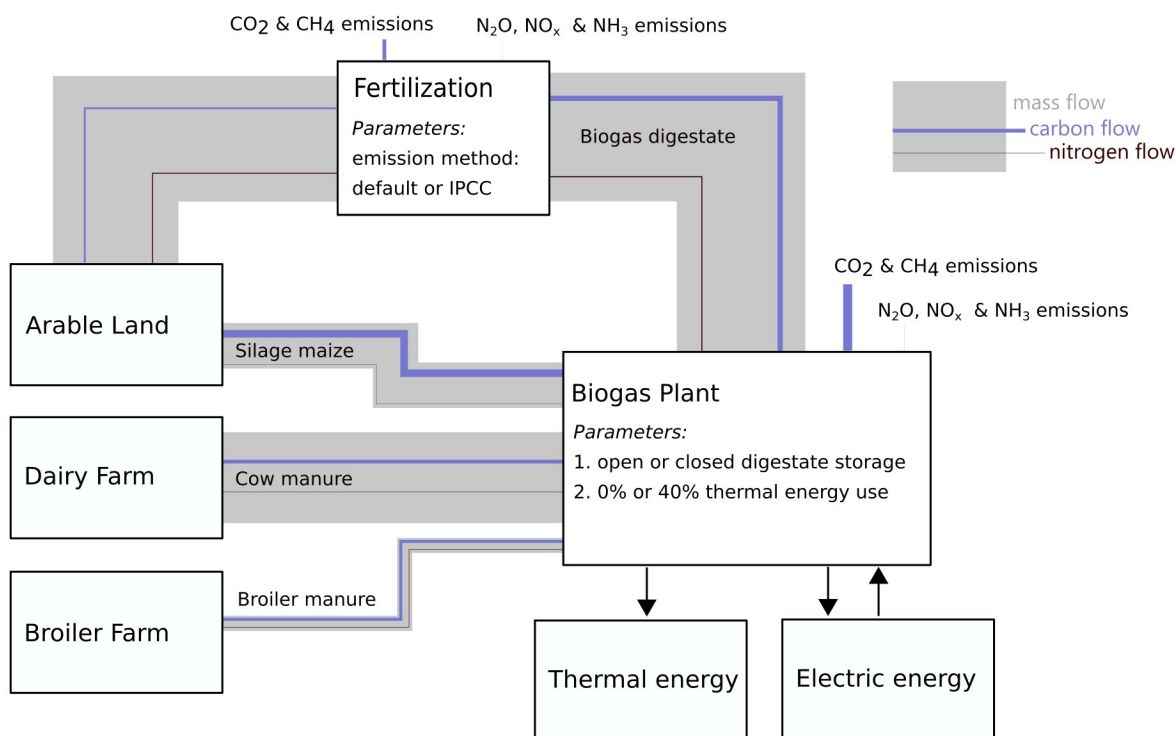 CO2 & CH4 emissions
N2O, NOx & NH3 emissions
Fertilization
Parameters:
emission method:
default or IPCC
Biogas digestate
mass flow
carbon flow
nitrogen flow
CO2 & CH4 emissions
N2O, NOx & NH3 emissions
Arable Land
Silage maize
Biogas Plant
Parameters:
1. open or closed digestate storage
2. 0% or 40% thermal energy use
Dairy Farm
Cow manure
Broiler Farm
Broiler manure
Thermal energy
Electric energy